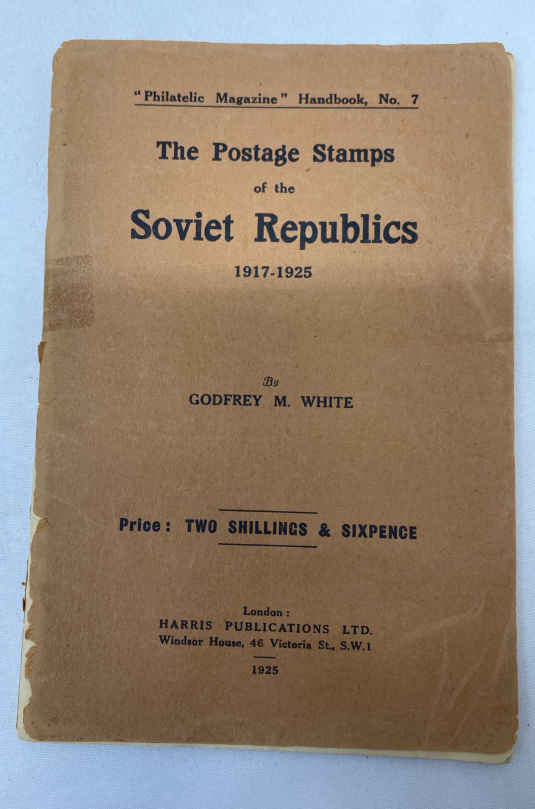 "Philatelic Magazine" Handbook, No. 7
The Postage Stamps
of the
Soviet Republics
1917-1925
By
GODFREY M. WHITE
Price: TWO SHILLINGS & SIXPENCE
London:
HARRIS PUBLICATIONS LTD.
Windsor House, 46 Victoria St., S.W.1
1925